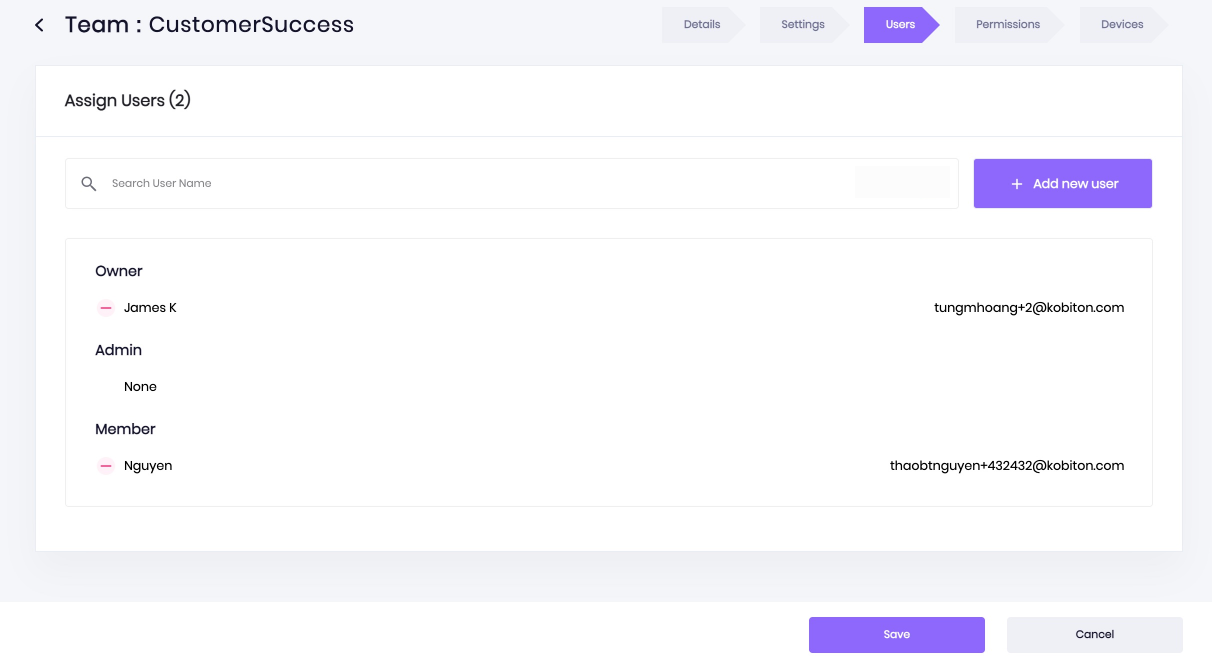 Team : CustomerSuccess
Details
Settings
Users
Permissions
Devices
Assign Users (2)
Search User Name
+ Add new user
Owner
James K
tungmhoang+2@kobiton.com
Admin
None
Member
Nguyen
thaobtnguyen+432432@kobiton.com
Save
Cancel